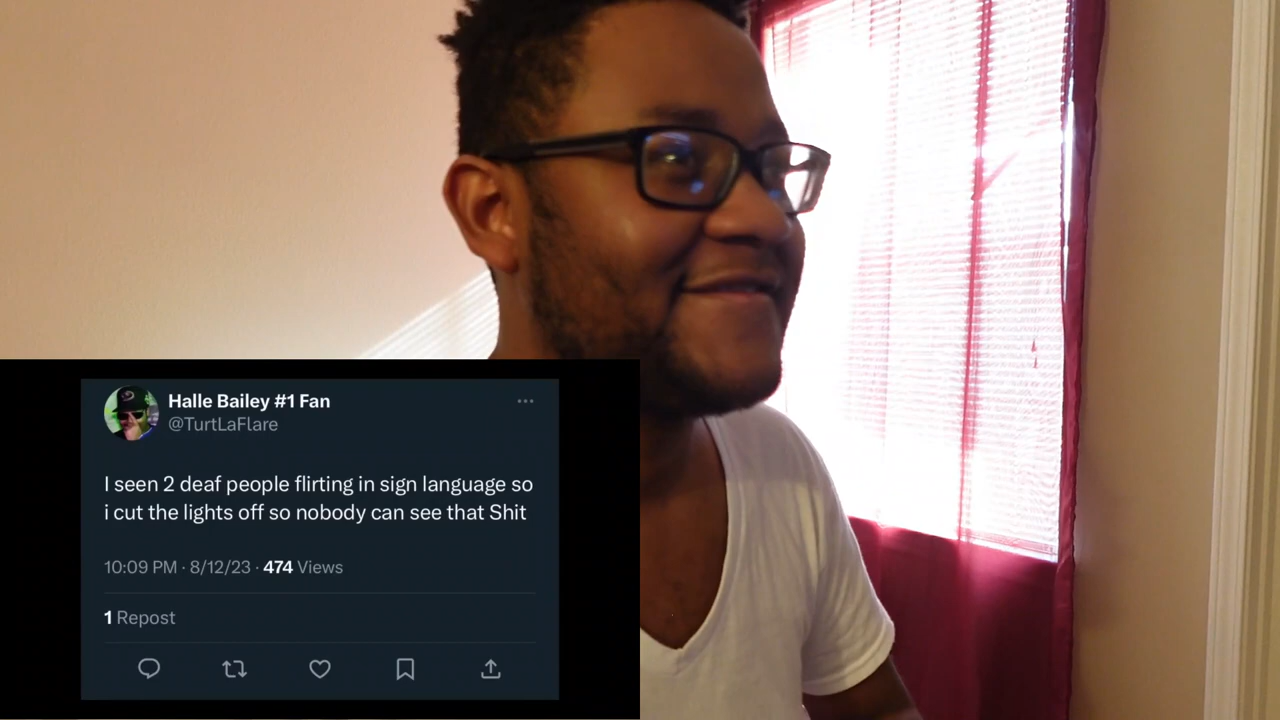 Halle Bailey #1 Fan
@TurtLaFlare
I seen 2 deaf people flirting in sign language so
i cut the lights off so nobody can see that Shit
10:09 PM · 8/12/23 · 474 Views
1 Repost